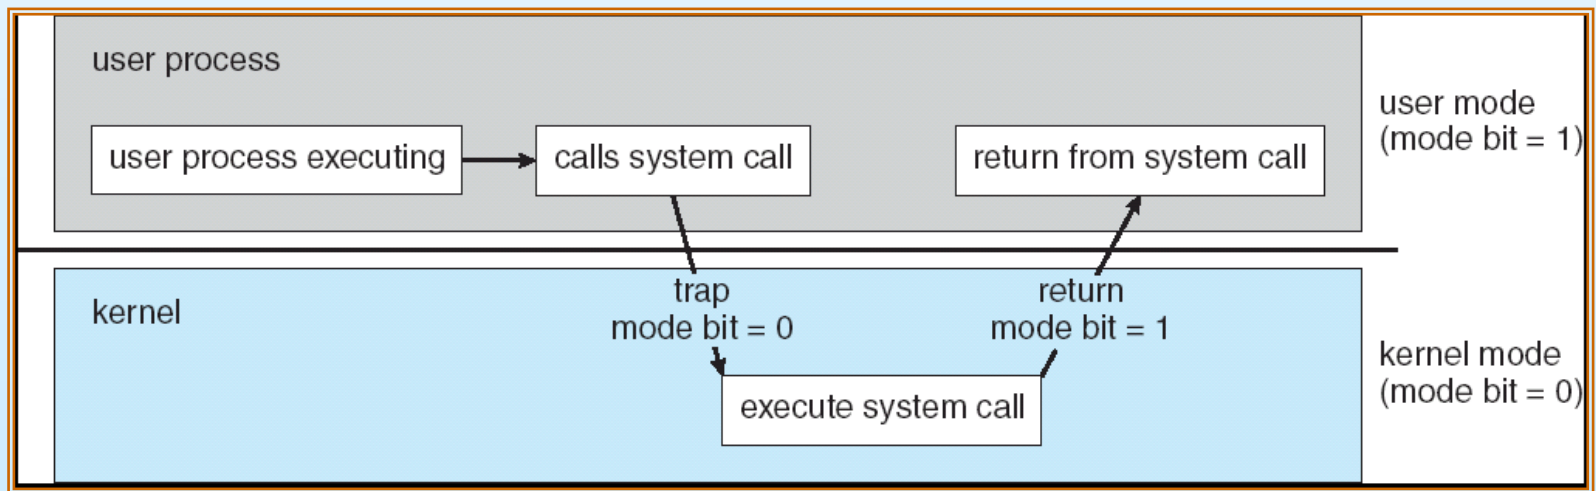 user process
user process executing
calls system call
return from system call
user mode
(mode bit = 1)
kernel
trap
mode bit = 0
return
mode bit = 1
execute system call
kernel mode
(mode bit = 0)